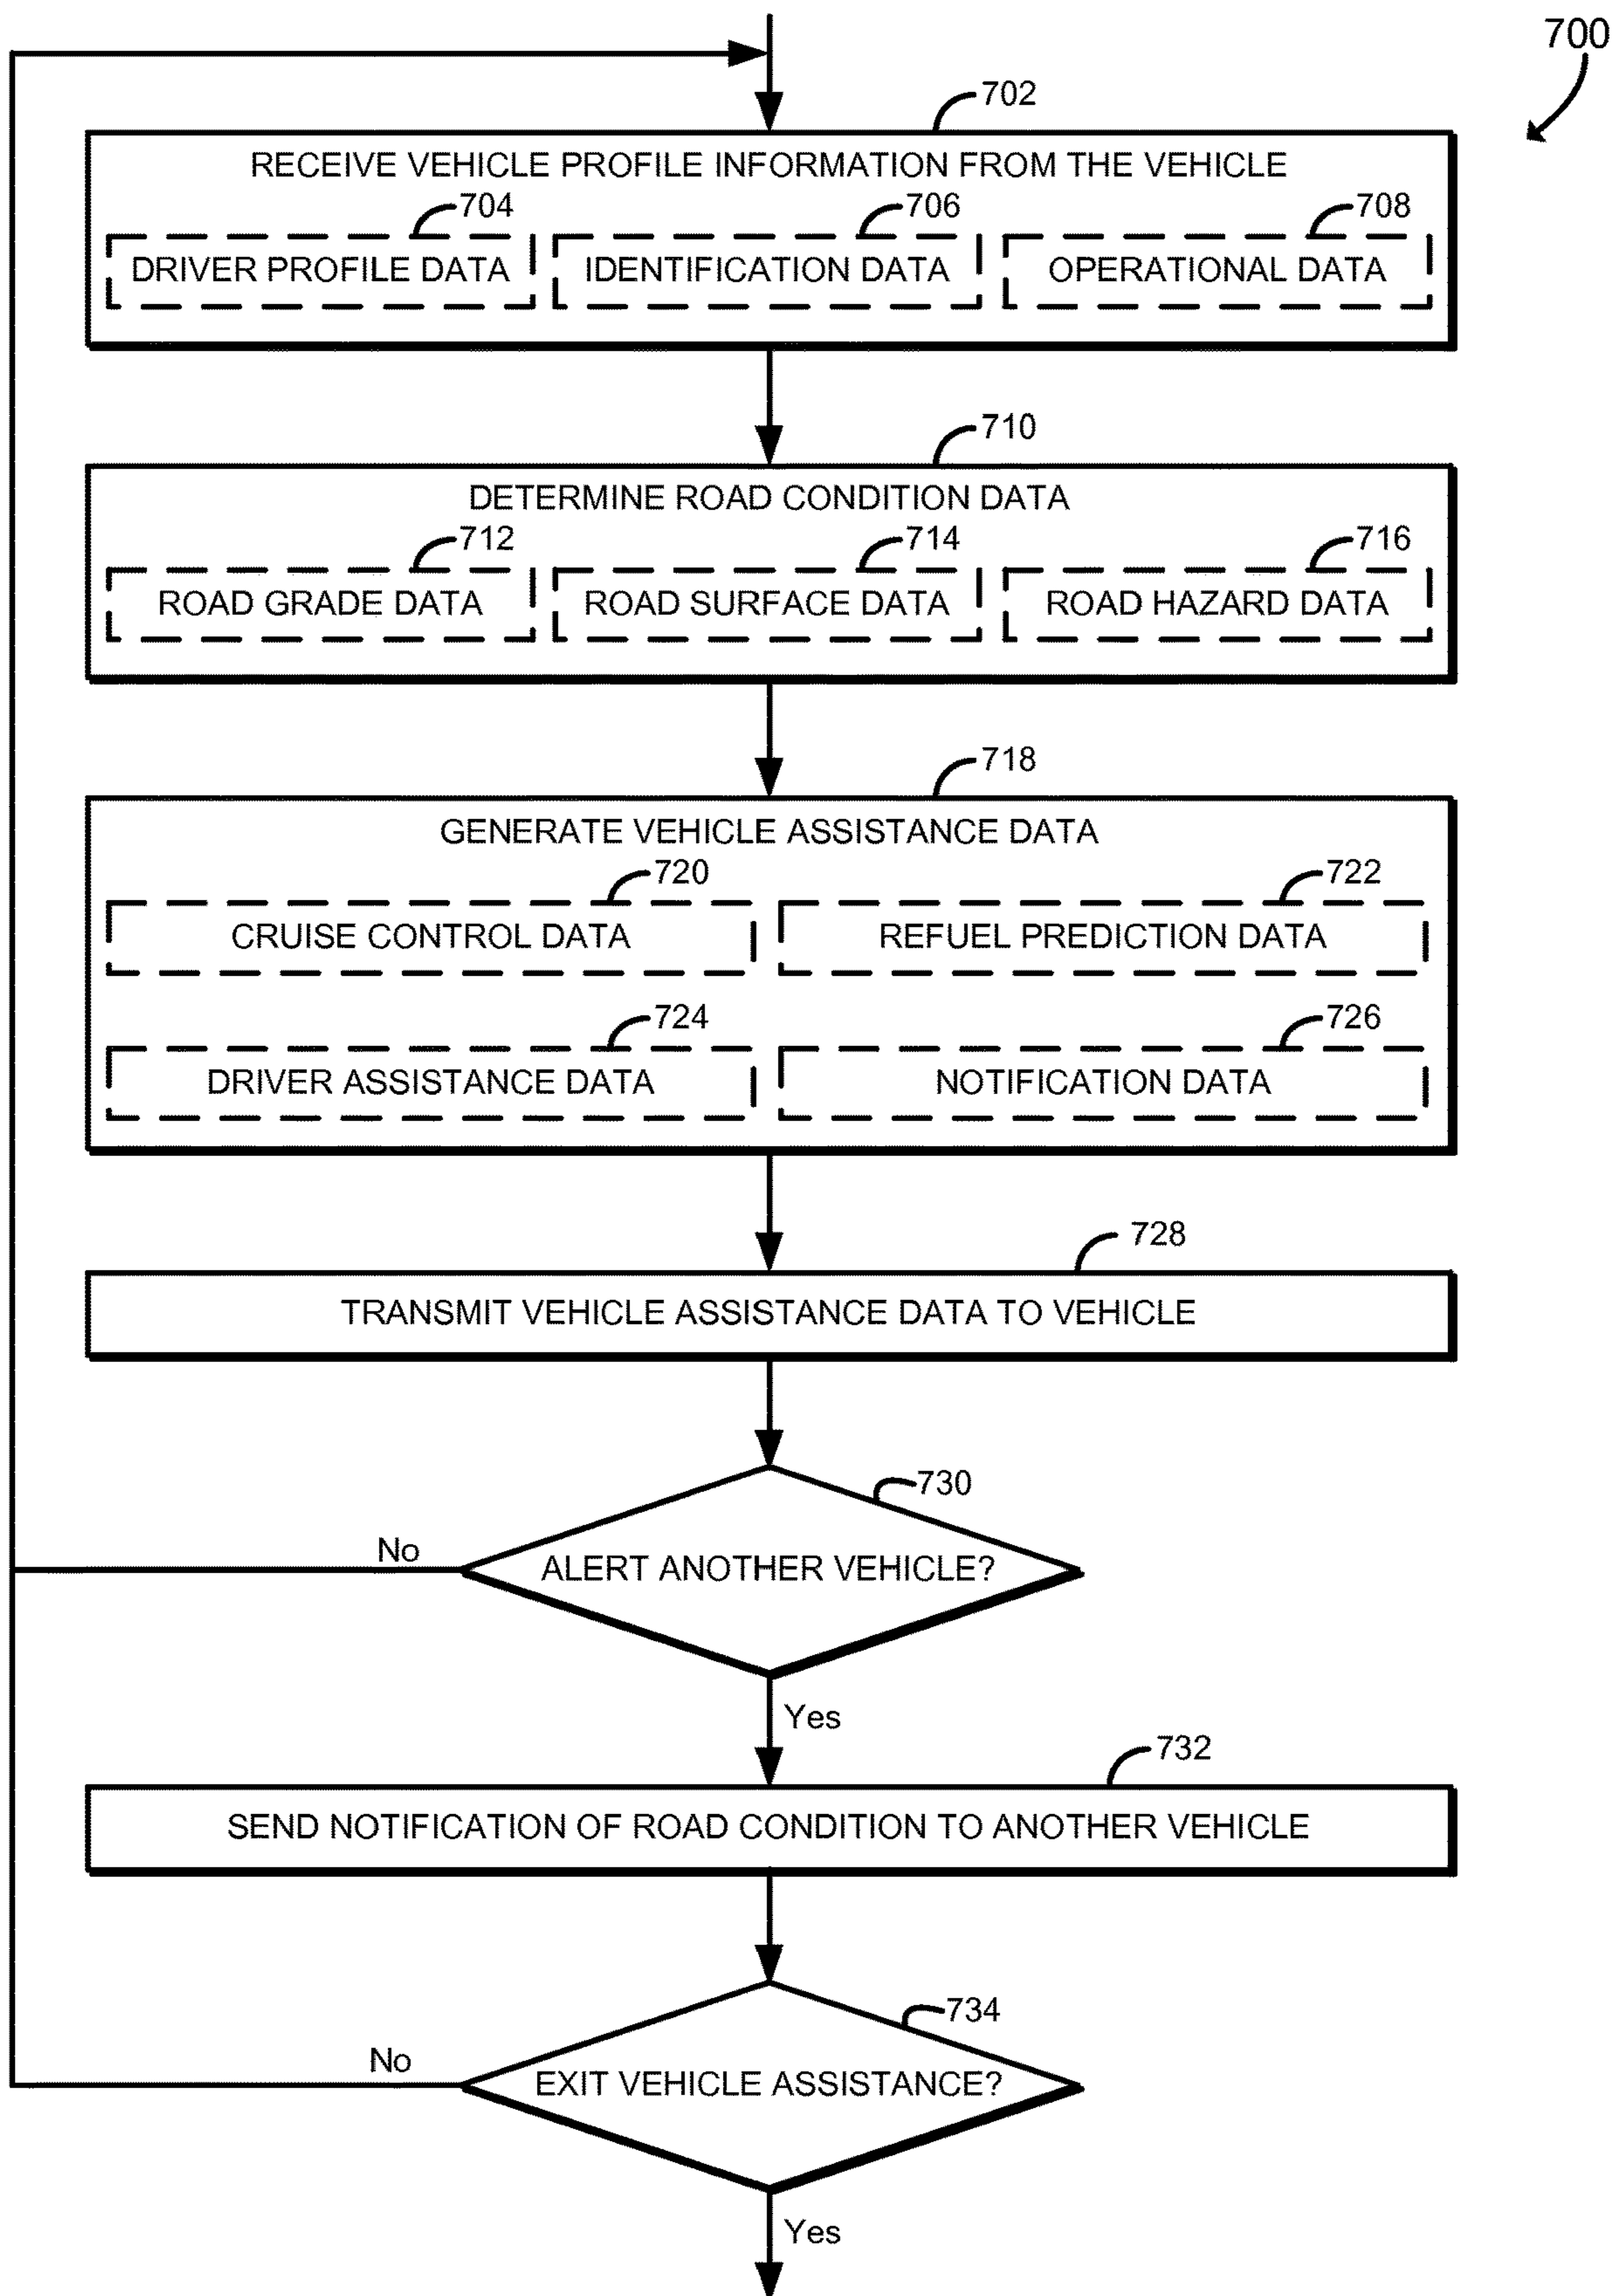 700
702
RECEIVE VEHICLE PROFILE INFORMATION FROM THE VEHICLE
704
706
708
DRIVER PROFILE DATA
IDENTIFICATION DATA
OPERATIONAL DATA
710
DETERMINE ROAD CONDITION DATA
712
714
716
ROAD GRADE DATA
ROAD SURFACE DATA
ROAD HAZARD DATA
718
GENERATE VEHICLE ASSISTANCE DATA
720
722
CRUISE CONTROL DATA
REFUEL PREDICTION DATA
724
726
DRIVER ASSISTANCE DATA
NOTIFICATION DATA
728
TRANSMIT VEHICLE ASSISTANCE DATA TO VEHICLE
730
No
ALERT ANOTHER VEHICLE?
Yes
732
SEND NOTIFICATION OF ROAD CONDITION TO ANOTHER VEHICLE
734
No
EXIT VEHICLE ASSISTANCE?
Yes